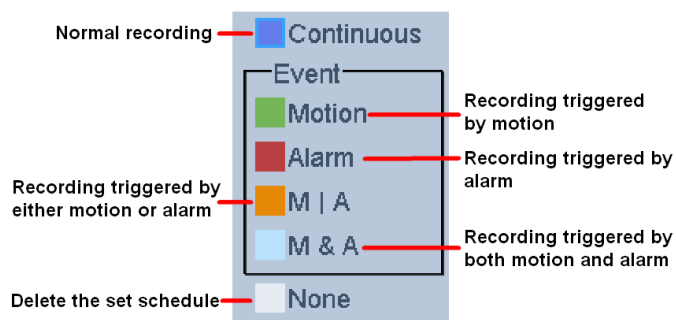 Normal recording
Continuous
Event
Motion
Recording triggered
by motion
Alarm
Recording triggered by
alarm
Recording triggered by
either motion or alarm
M | A
M & A
Recording triggered by
both motion and alarm
Delete the set schedule
None